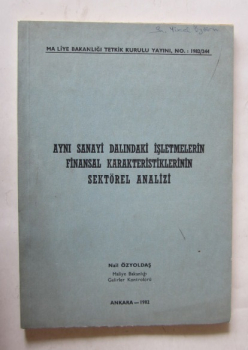 MALİYE BAKANLIĞI TETKİK KURULU YAYINI, NO. : 1982/244
AYNI SANAYİ DALINDAKİ İŞLETMELERİN
FİNANSAL KARAKTERİSTİKLERİNİN
SEKTÖREL ANALİZİ
Nail ÖZYOLDAŞ
Maliye Bakanlığı
Gelirler Kontrolörü
ANKARA — 1982